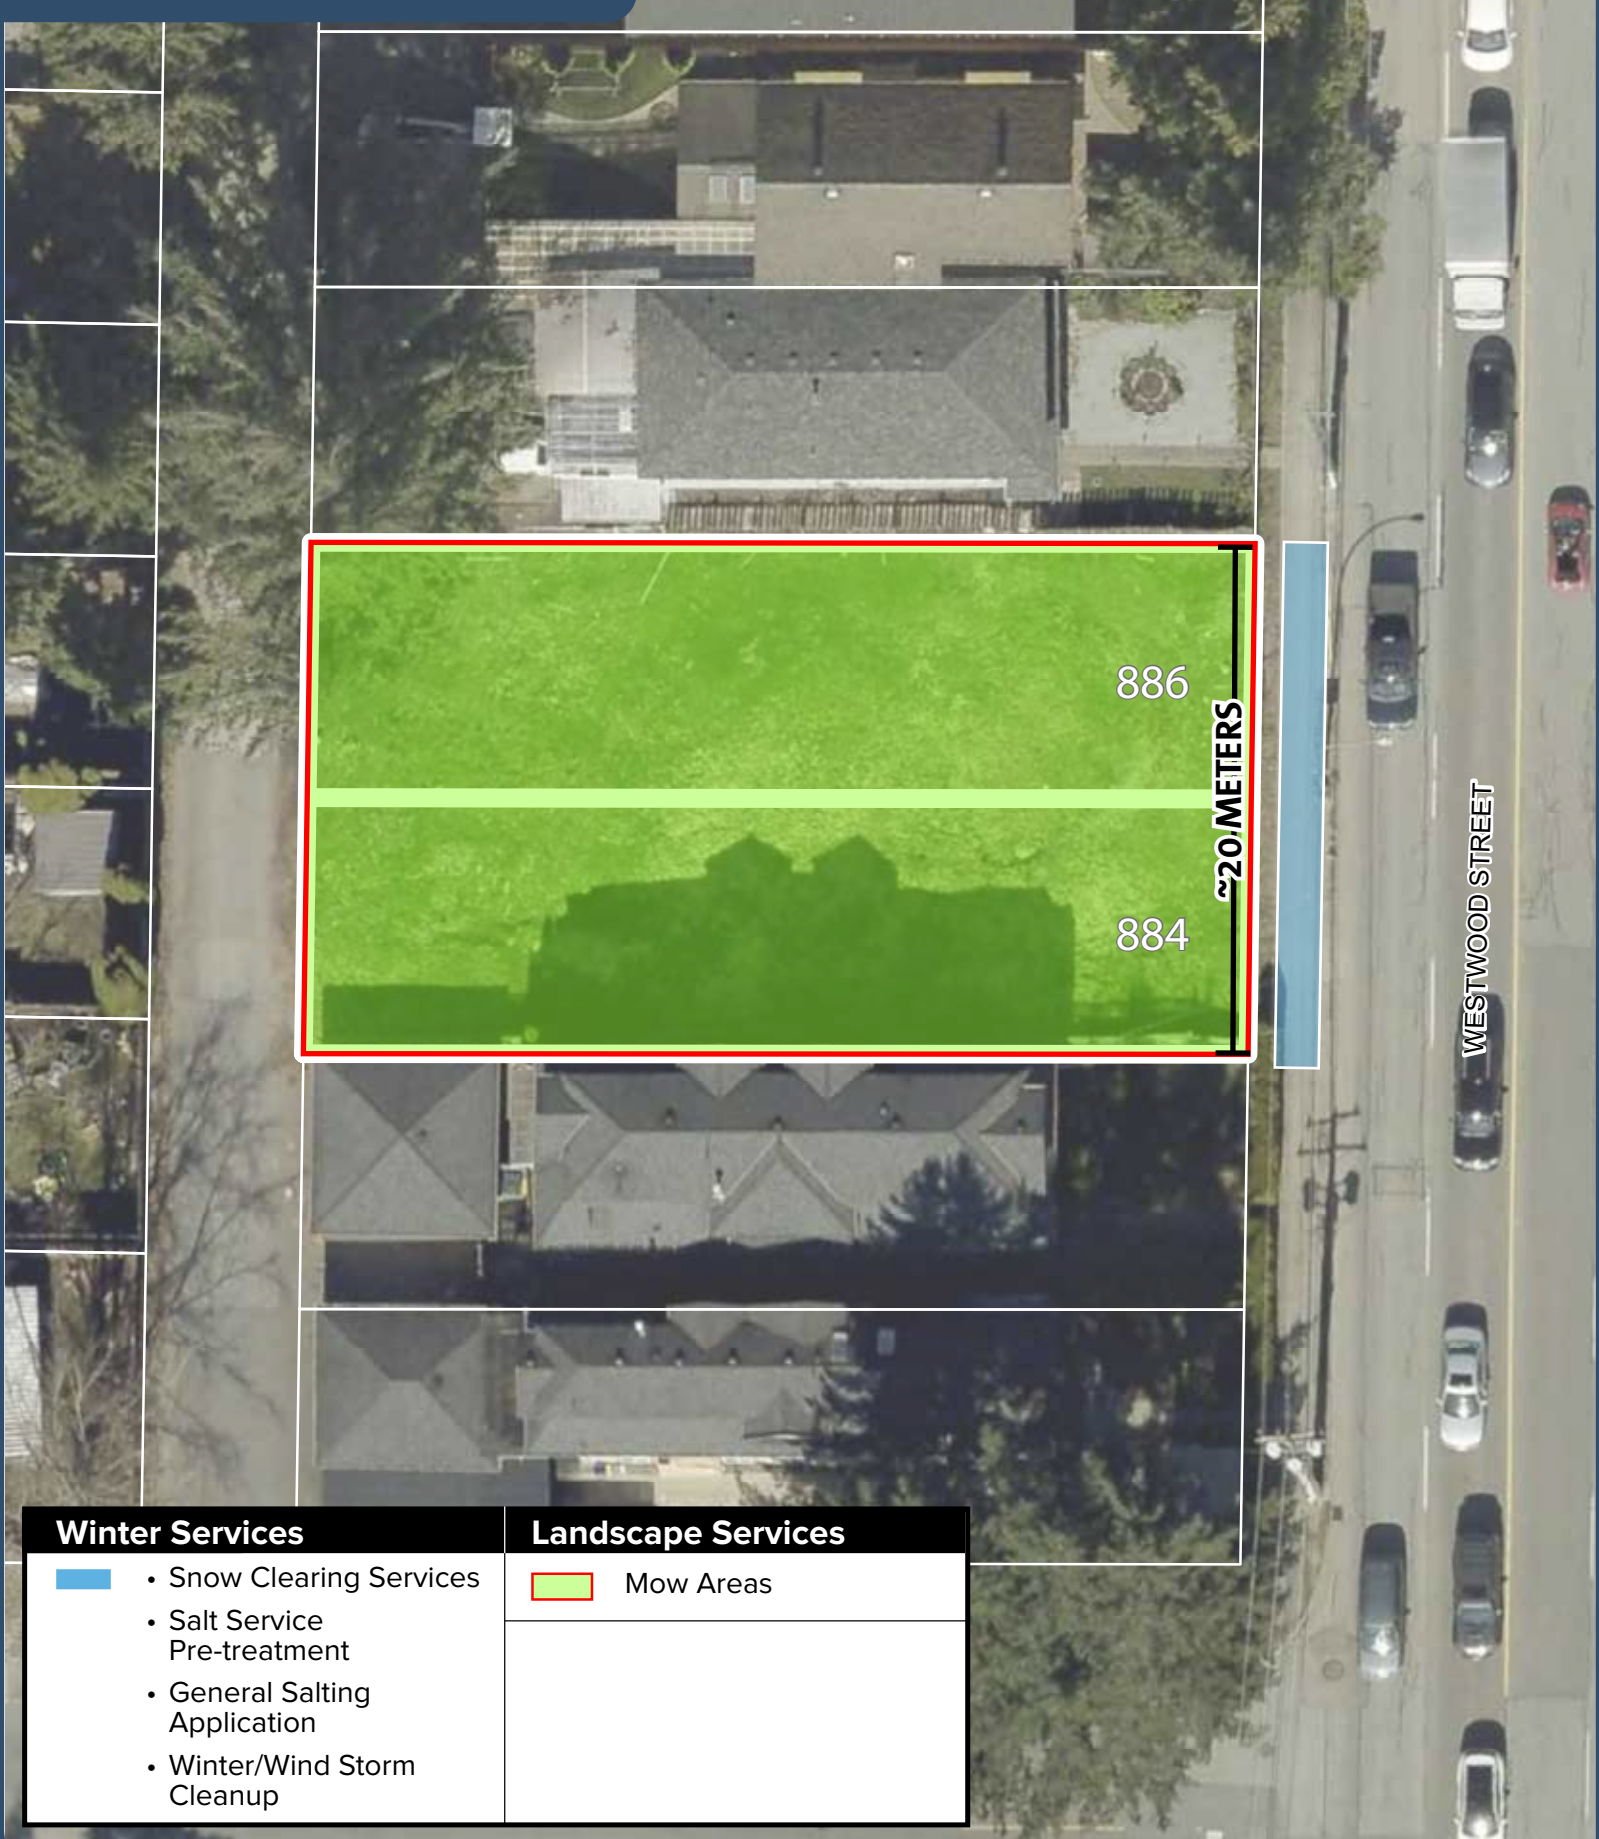 886
~20 METERS
884
WESTWOOD STREET
Winter Services
• Snow Clearing Services
• Salt Service
Pre-treatment
• General Salting
Application
• Winter/Wind Storm
Cleanup
Landscape Services
Mow Areas